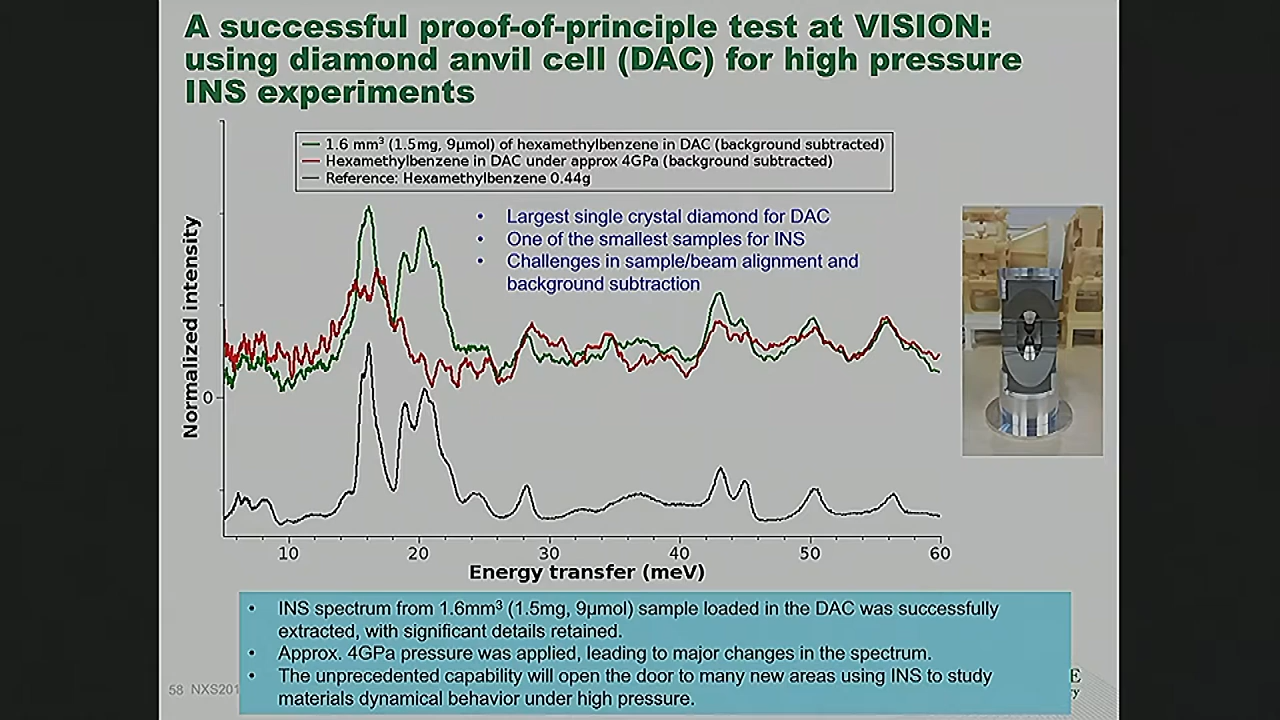 A successful proof-of-principle test at VISION:
using diamond anvil cell (DAC) for high pressure
INS experiments
1.6 mm³ (1.5mg, 9μmol) of hexamethylbenzene in DAC (background subtracted)
Hexamethylbenzene in DAC under approx 4GPa (background subtracted)
Reference: Hexamethylbenzene 0.44g
• Largest single crystal diamond for DAC
• One of the smallest samples for INS
• Challenges in sample/beam alignment and
background subtraction
Normalized intensity
0
10 20 30 40 50 60
Energy transfer (meV)
• INS spectrum from 1.6mm³ (1.5mg, 9μmol) sample loaded in the DAC was successfully
extracted, with significant details retained.
• Approx. 4GPa pressure was applied, leading to major changes in the spectrum.
• The unprecedented capability will open the door to many new areas using INS to study
materials dynamical behavior under high pressure.
58 NXS201